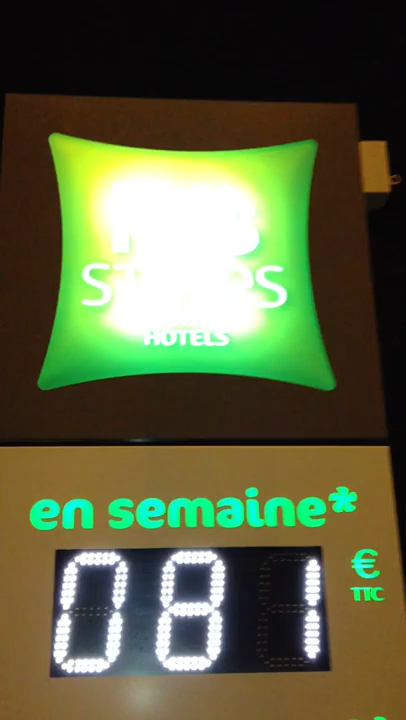 HOTELS
en semaine*
081
€
TTC